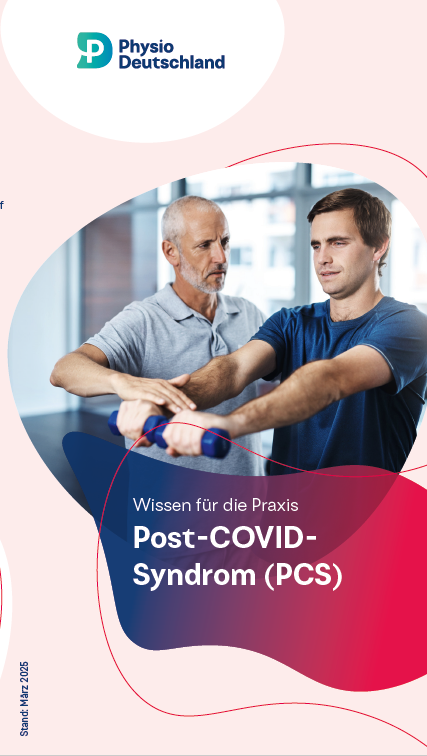 Physio
Deutschland
f
Wissen für die Praxis
Post-COVID-
Syndrom (PCS)
Stand: März 2025